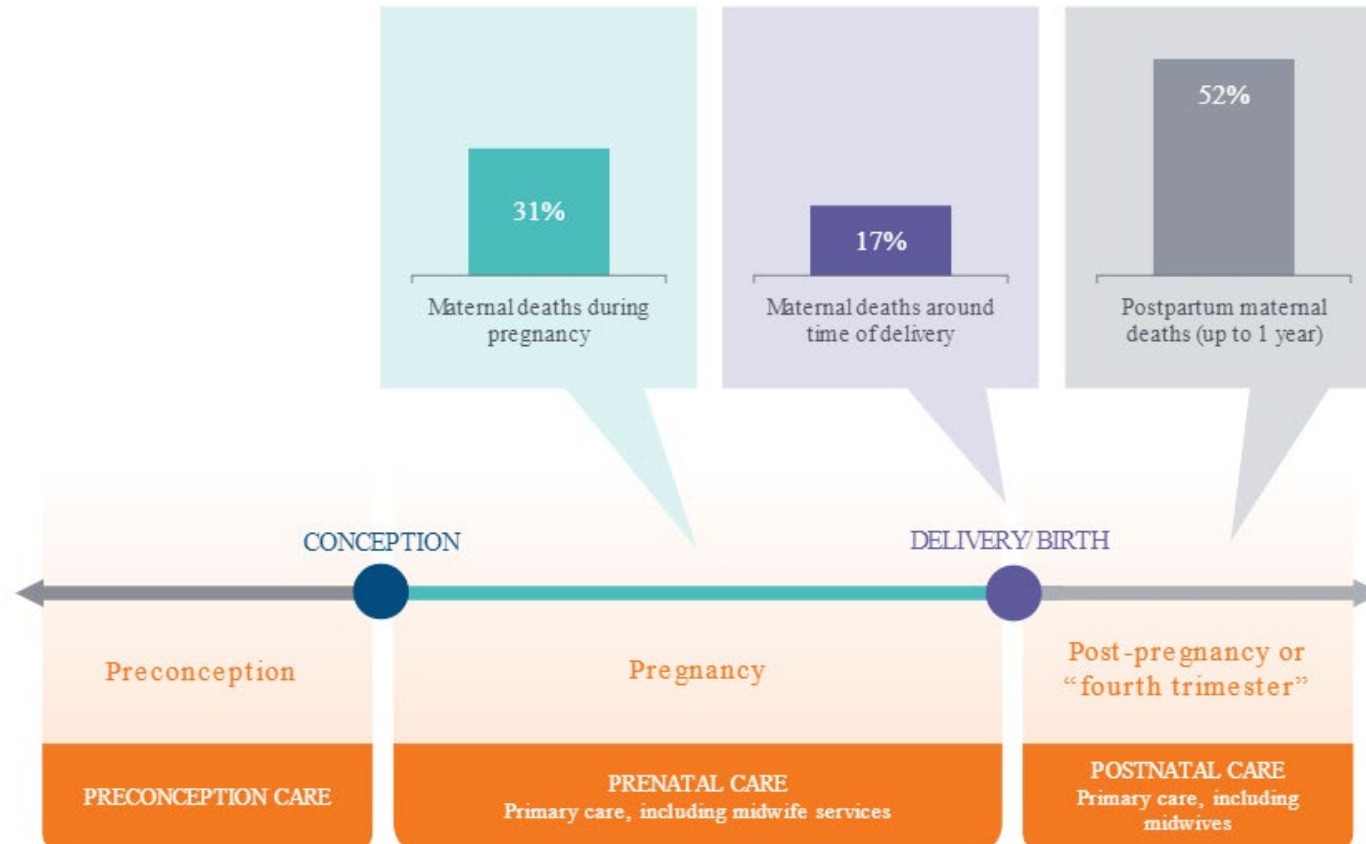 31%
Maternal deaths during
pregnancy
17%
Maternal deaths around
time of delivery
52%
Postpartum maternal
deaths (up to 1 year)
CONCEPTION
DELIVERY/BIRTH
Preconception
Pregnancy
Post-pregnancy or
“fourth trimester”
PRECONCEPTION CARE
PRENATAL CARE
Primary care, including midwife services
POSTNATAL CARE
Primary care, including
midwives